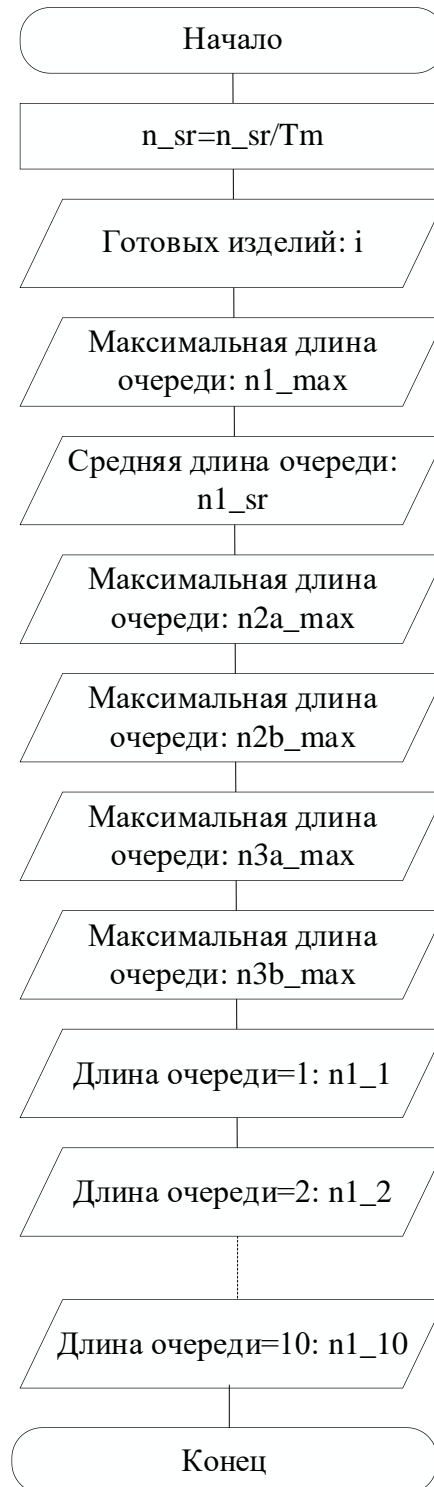 Начало
n_sr=n_sr/Tm
Готовых изделий: i
Максимальная длина
очереди: n1_max
Средняя длина очереди:
n1_sr
Максимальная длина
очереди: n2a_max
Максимальная длина
очереди: n2b_max
Максимальная длина
очереди: n3a_max
Максимальная длина
очереди: n3b_max
Длина очереди=1: n1_1
Длина очереди=2: n1_2
Длина очереди=10: n1_10
Конец